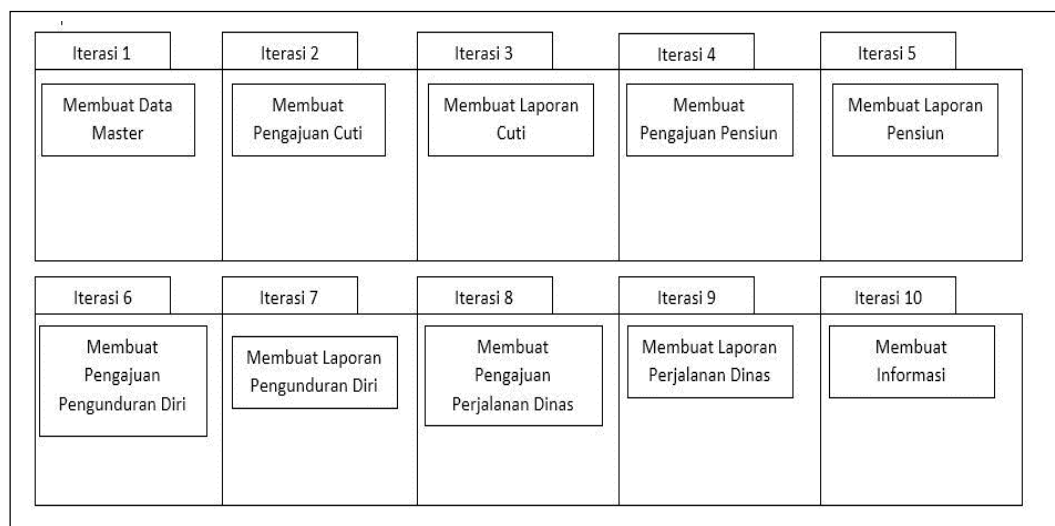 Iterasi 1
Iterasi 2
Iterasi 3
Iterasi 4
Iterasi 5
Membuat Data
Master
Membuat
Pengajuan Cuti
Membuat Laporan
Cuti
Membuat
Pengajuan Pensiun
Membuat Laporan
Pensiun
Iterasi 6
Iterasi 7
Iterasi 8
Iterasi 9
Iterasi 10
Membuat
Pengajuan
Pengunduran Diri
Membuat Laporan
Pengunduran Diri
Membuat
Pengajuan
Perjalanan Dinas
Membuat Laporan
Perjalanan Dinas
Membuat
Informasi